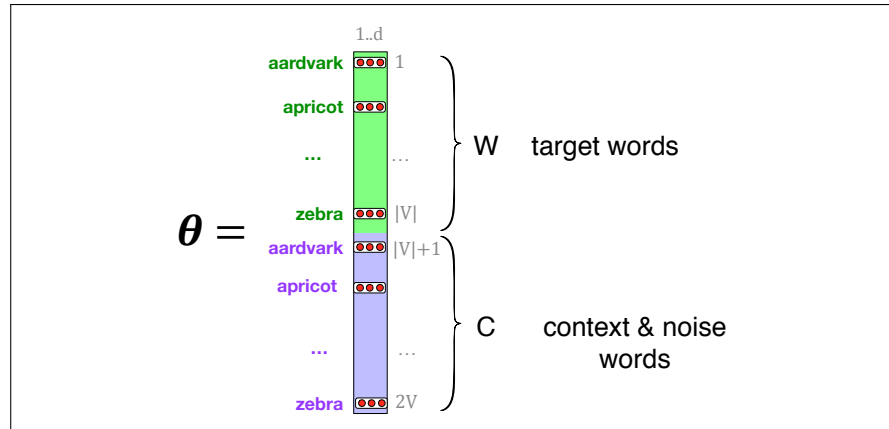 1..d
aardvark 1
apricot
... ...
zebra |V|
W target words
θ =
aardvark |V|+1
apricot
... ...
zebra 2V
C context & noise
words